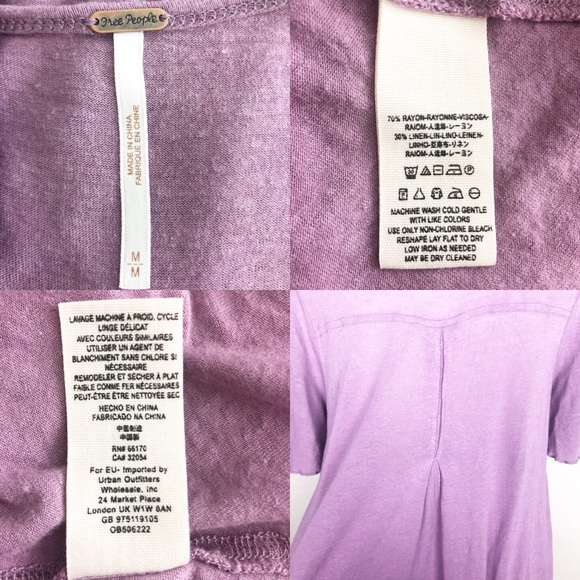 Free People
MADE IN CHINA
FABRIQUE EN CHINE
M
M
70% RAYON-RAYONNE-VISCOSA-
RAIOM-人造絲-レーヨン
30% LINEN-LIN-LINO-LEINEN-
LINHO-亞麻布-リネン
RAIOM-人造絲-レーヨン
MACHINE WASH COLD GENTLE
WITH LIKE COLORS
USE ONLY NON-CHLORINE BLEACH
RESHAPE LAY FLAT TO DRY
LOW IRON AS NEEDED
MAY BE DRY CLEANED
LAVAGE MACHINE À FROID, CYCLE
LINGE DÉLICAT
AVEC COULEURS SIMILAIRES
UTILISER UN AGENT DE
BLANCHIMENT SANS CHLORE SI
NÉCESSAIRE
REMODELER ET SÉCHER À PLAT
FAIBLE COMME FER NÉCESSAIRES
PEUT-ÊTRE ÊTRE NETTOYÉE SEC
HECHO EN CHINA
FABRICADO NA CHINA
中国制造
中国製
RN# 66170
CA# 32054
For EU- Imported by
Urban Outfitters
Wholesale, Inc
24 Market Place
London UK W1W 8AN
GB 975119105
OB506222